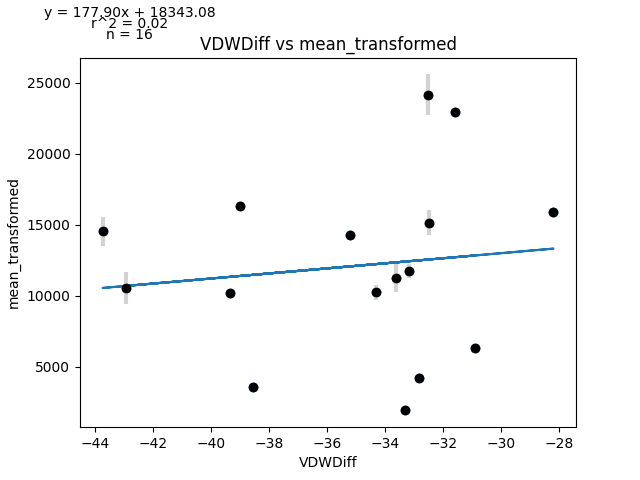 y = 177.90x + 18343.08
r^2 = 0.02
n = 16
VDWDiff vs mean_transformed
25000
20000
15000
10000
5000
mean_transformed
−44
−42
−40
−38
−36
−34
−32
−30
−28
VDWDiff